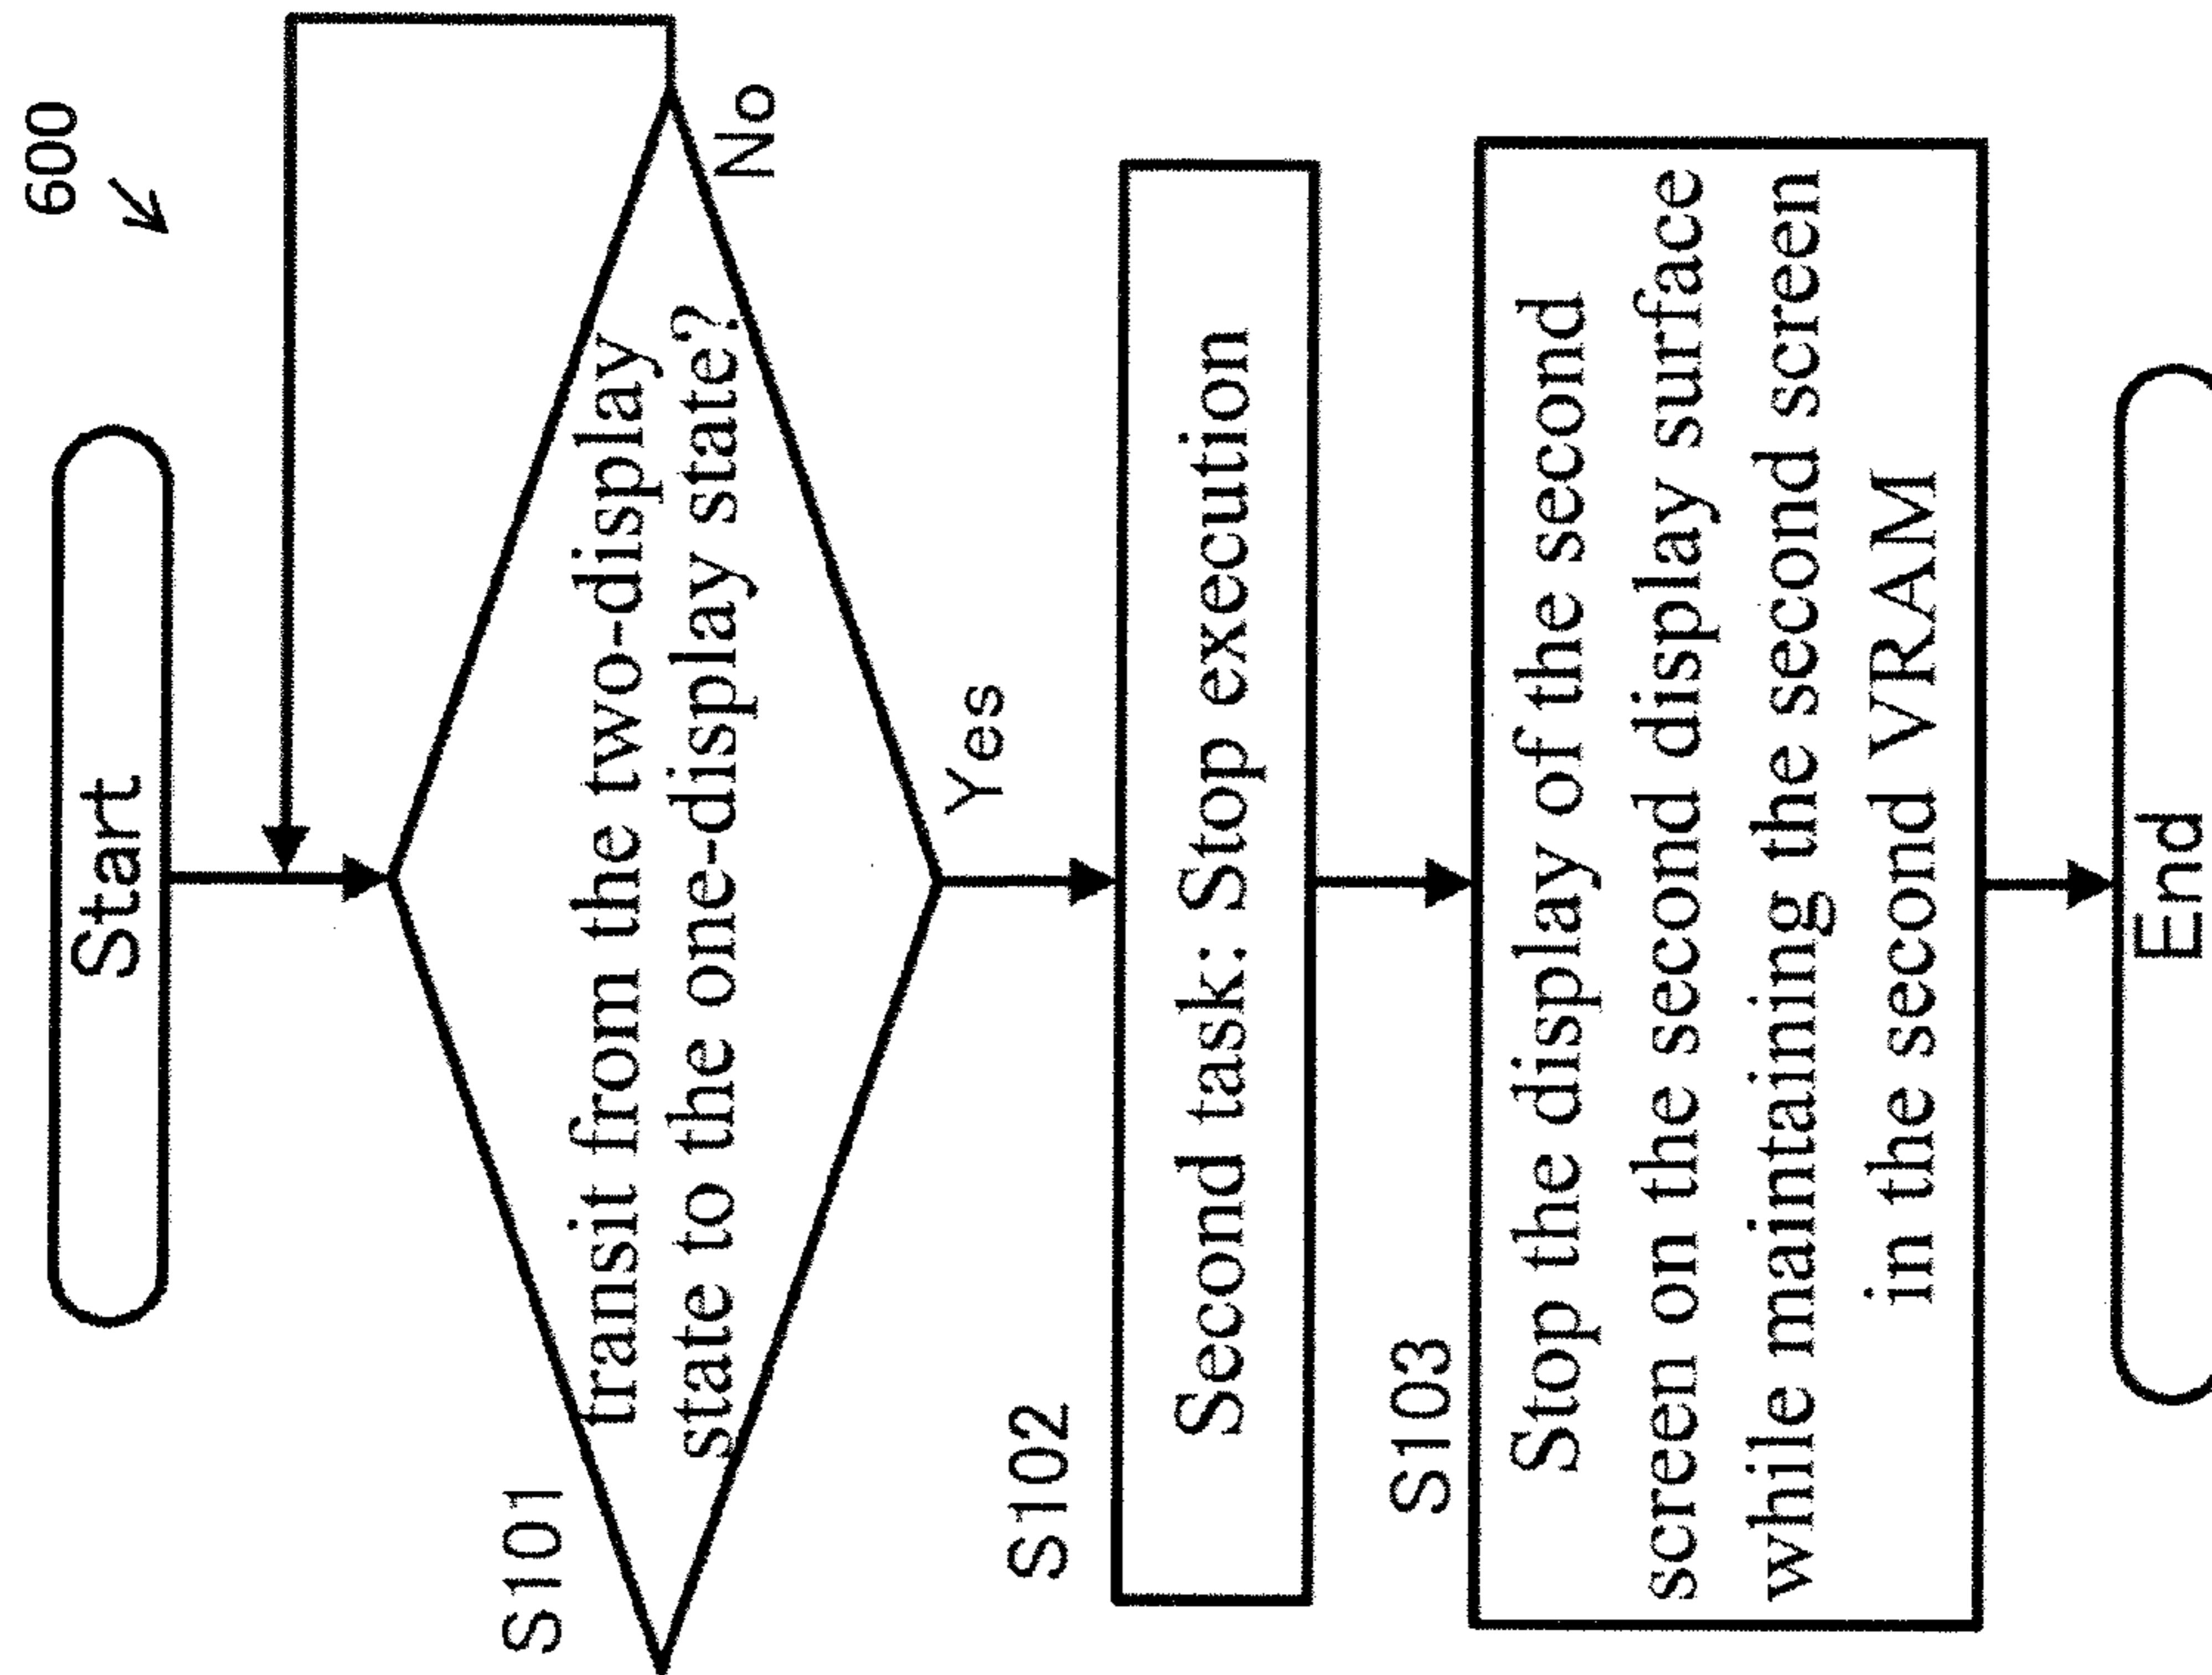 600
Start
S101
transit from the two-display
state to the one-display state?
No
Yes
S102
Second task: Stop execution
S103
Stop the display of the second
screen on the second display surface
while maintaining the second screen
in the second VRAM
End